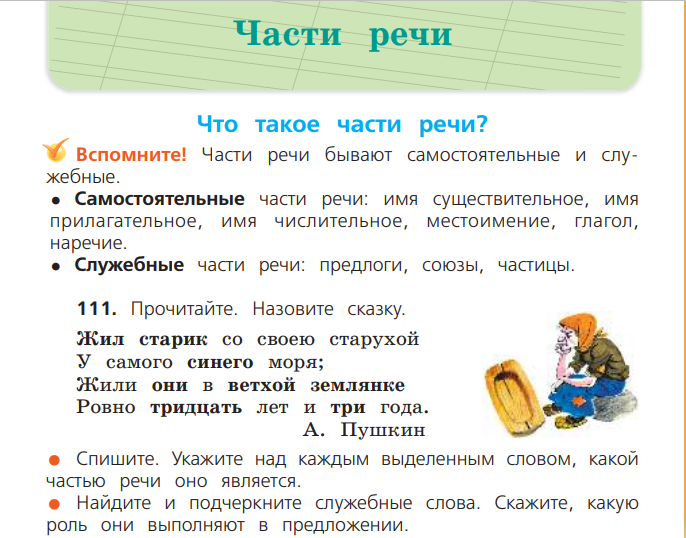 Части речи
Что такое части речи?
Вспомните! Части речи бывают самостоятельные и слу-
жебные.
• Самостоятельные части речи: имя существительное, имя
прилагательное, имя числительное, местоимение, глагол,
наречие.
• Служебные части речи: предлоги, союзы, частицы.
111. Прочитайте. Назовите сказку.
Жил старик со своею старухой
У самого синего моря;
Жили они в ветхой землянке
Ровно тридцать лет и три года.
А. Пушкин
• Спишите. Укажите над каждым выделенным словом, какой
частью речи оно является.
• Найдите и подчеркните служебные слова. Скажите, какую
роль они выполняют в предложении.